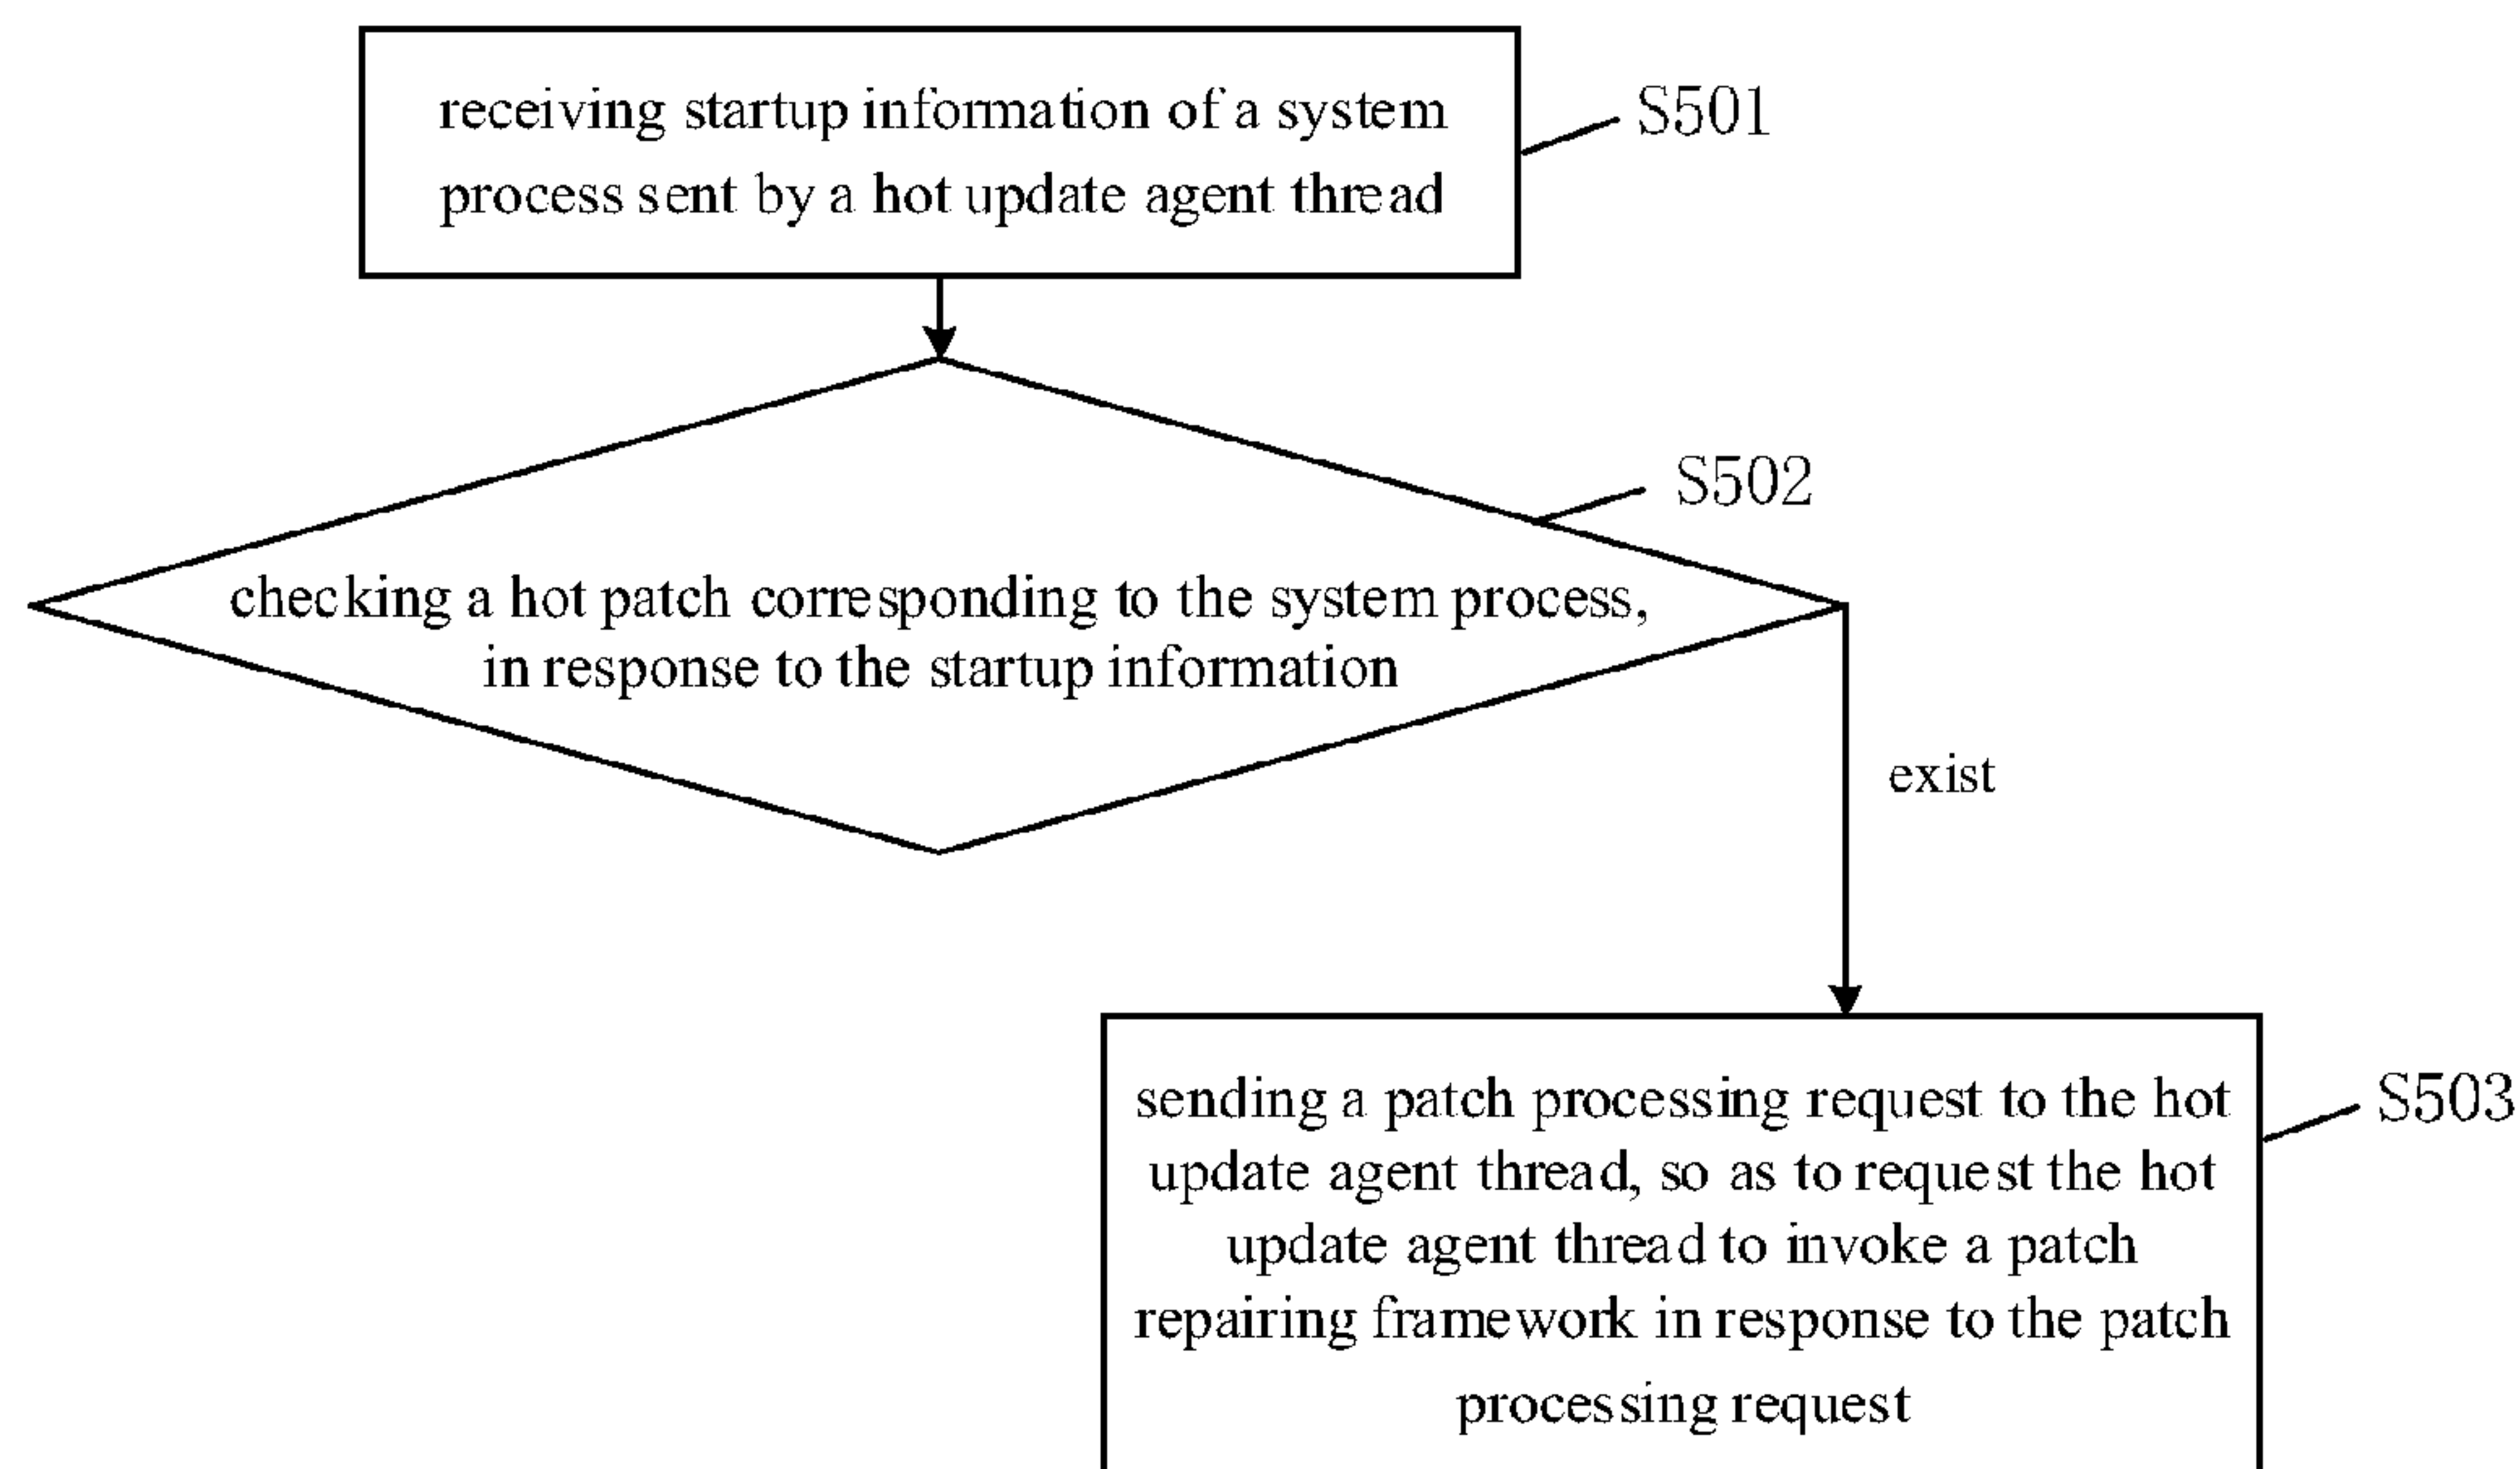 receiving startup information of a system
process sent by a hot update agent thread
S501
S502
checking a hot patch corresponding to the system process,
in response to the startup information
exist
sending a patch processing request to the hot
update agent thread, so as to request the hot
update agent thread to invoke a patch
repairing framework in response to the patch
processing request
S503